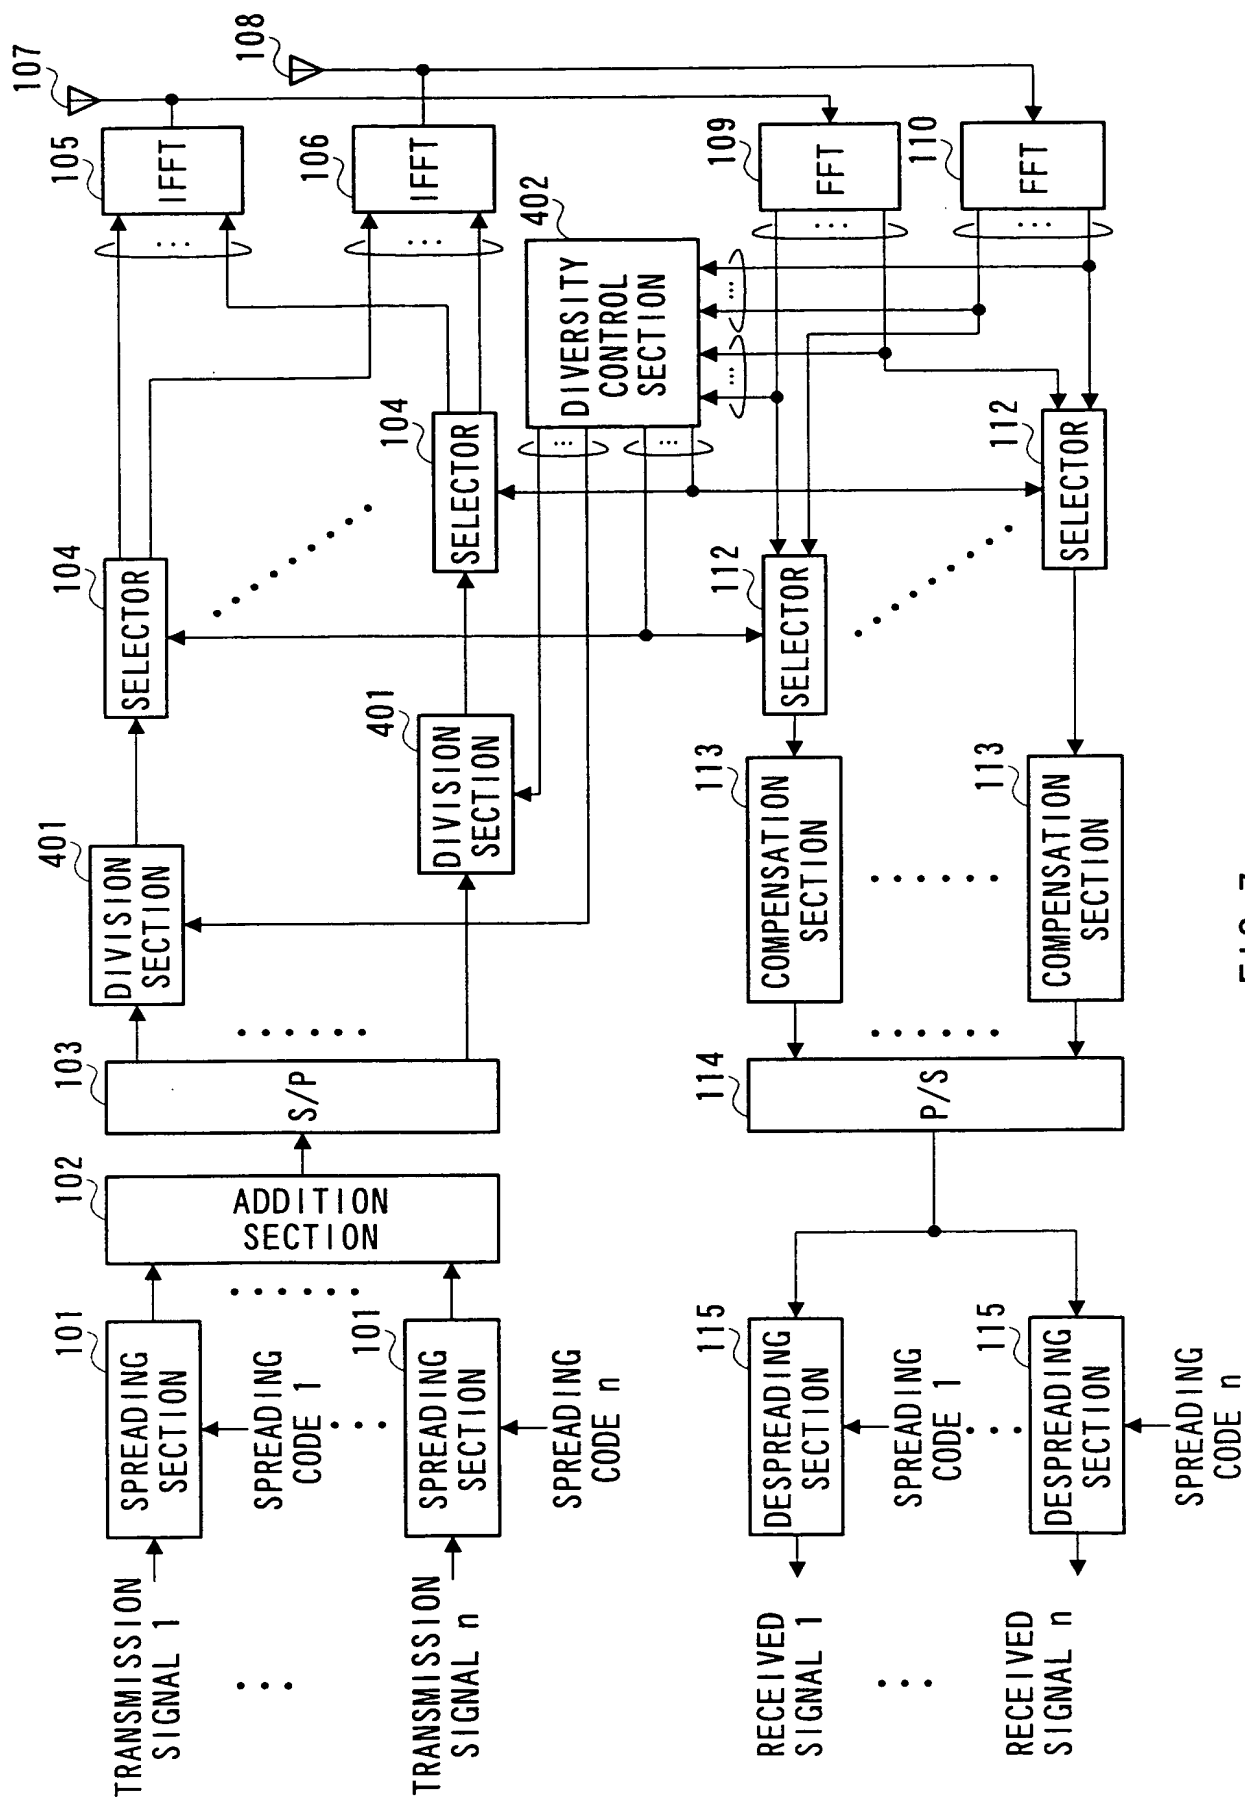 TRANSMISSION
SIGNAL 1
TRANSMISSION
SIGNAL n
101
SPREADING
SECTION
SPREADING
CODE 1
101
SPREADING
SECTION
SPREADING
CODE n
102
ADDITION
SECTION
103
S/P
401
DIVISION
SECTION
401
DIVISION
SECTION
104
SELECTOR
104
SELECTOR
105
IFFT
106
IFFT
107
108
402
DIVERSITY
CONTROL
SECTION
109
FFT
110
FFT
112
SELECTOR
112
SELECTOR
113
COMPENSATION
SECTION
113
COMPENSATION
SECTION
114
P/S
115
DESPREADING
SECTION
SPREADING
CODE 1
115
DESPREADING
SECTION
SPREADING
CODE n
RECEIVED
SIGNAL 1
RECEIVED
SIGNAL n